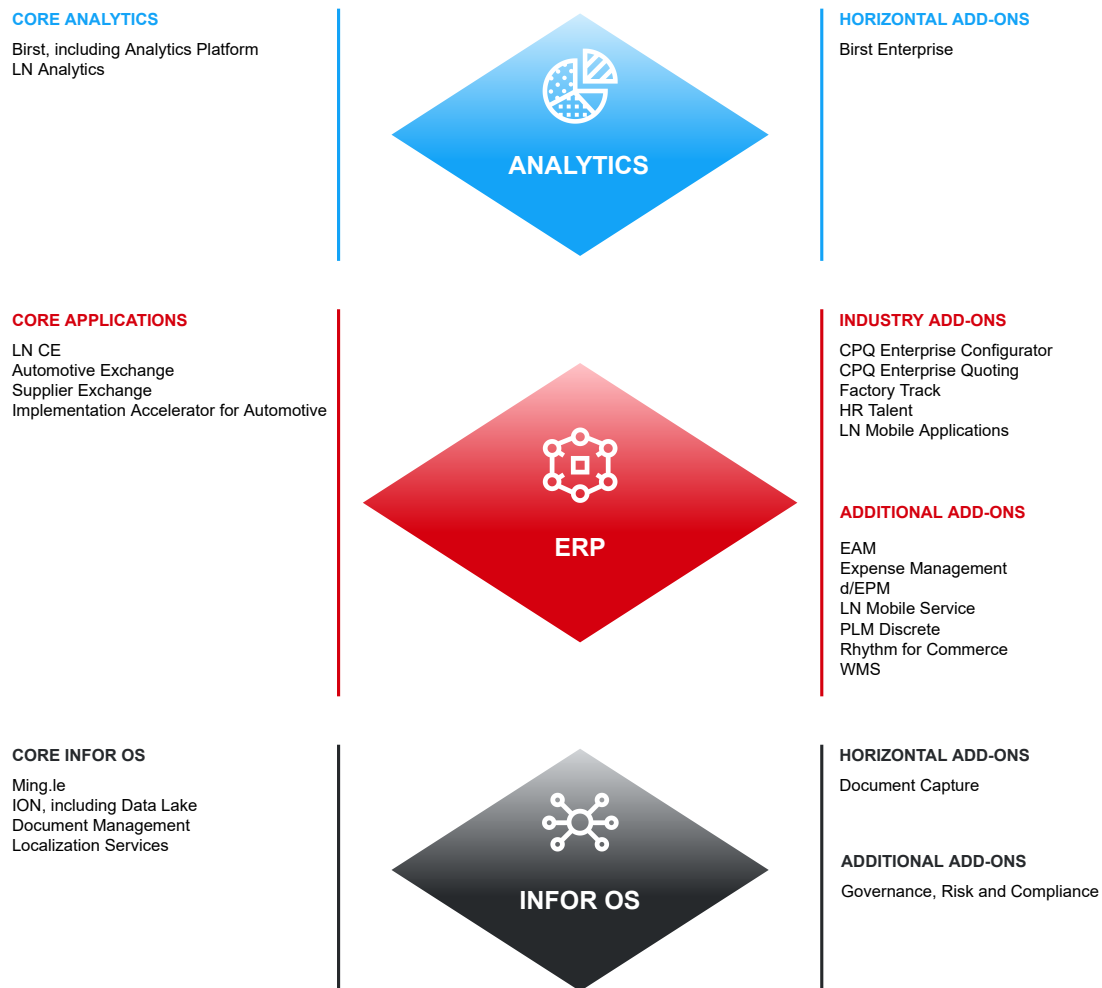 CORE ANALYTICS
Birst, including Analytics Platform
LN Analytics
ANALYTICS
HORIZONTAL ADD-ONS
Birst Enterprise
CORE APPLICATIONS
LN CE
Automotive Exchange
Supplier Exchange
Implementation Accelerator for Automotive
ERP
INDUSTRY ADD-ONS
CPQ Enterprise Configurator
CPQ Enterprise Quoting
Factory Track
HR Talent
LN Mobile Applications
ADDITIONAL ADD-ONS
EAM
Expense Management
d/EPM
LN Mobile Service
PLM Discrete
Rhythm for Commerce
WMS
CORE INFOR OS
Ming.le
ION, including Data Lake
Document Management
Localization Services
INFOR OS
HORIZONTAL ADD-ONS
Document Capture
ADDITIONAL ADD-ONS
Governance, Risk and Compliance